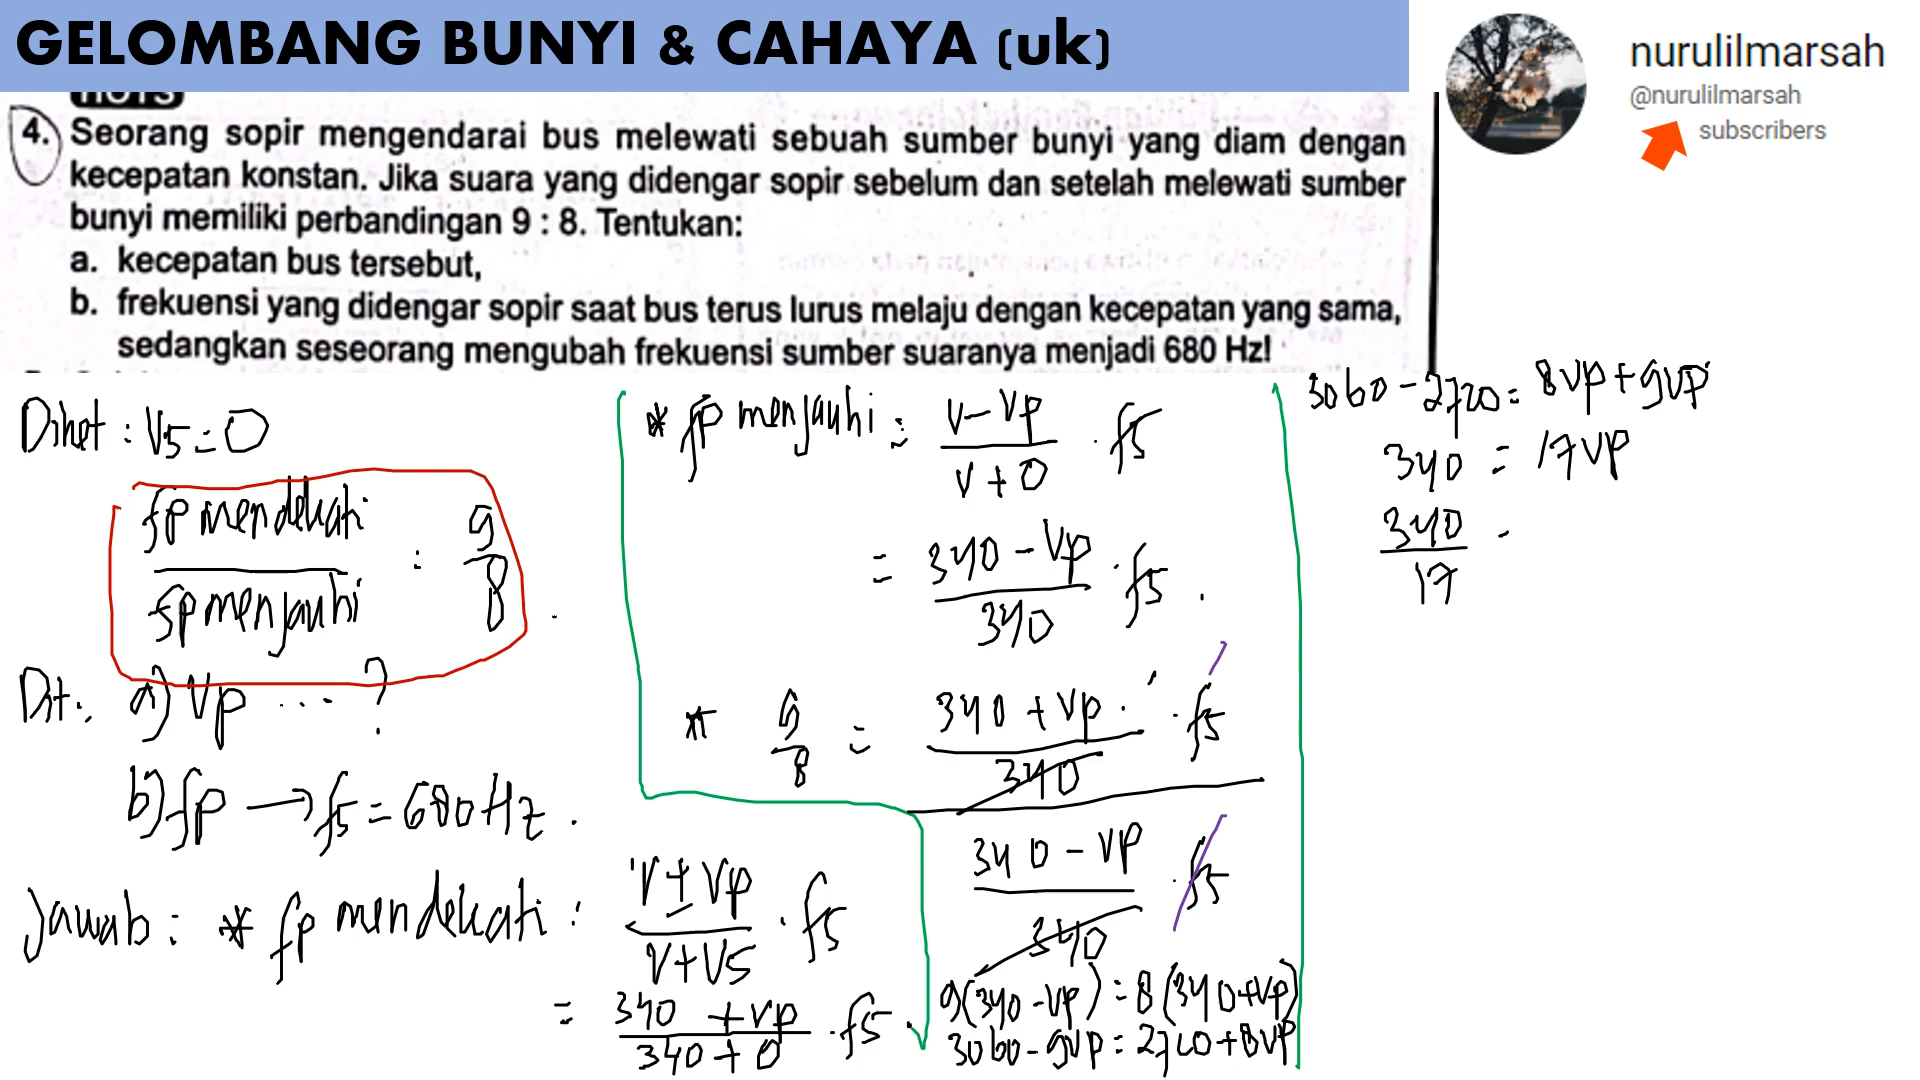 GELOMBANG BUNYI & CAHAYA (uk)
nurulilmarsah
@nurulilmarsah
subscribers
HOTS
4. Seorang sopir mengendarai bus melewati sebuah sumber bunyi yang diam dengan
kecepatan konstan. Jika suara yang didengar sopir sebelum dan setelah melewati sumber
bunyi memiliki perbandingan 9 : 8. Tentukan:
a. kecepatan bus tersebut,
b. frekuensi yang didengar sopir saat bus terus lurus melaju dengan kecepatan yang sama,
sedangkan seseorang mengubah frekuensi sumber suaranya menjadi 680 Hz!
Diket : Vs = 0
fp mendekati
fp menjauhi
= 9
8
Dit : a) Vp ... ?
b) fp → fs = 680 Hz .
Jawab : * fp mendekati = V + Vp
V + Vs
. fs
= 340 + Vp
340 + 0
. fs .
* fp menjauhi = V - Vp
V + 0
. fs
= 340 - Vp
340
. fs .
* 9
8
= 340 + Vp . fs
340
340 - Vp . fs
340
9 (340 - Vp) = 8 (340 + Vp)
3060 - 9Vp = 2720 + 8Vp
3060 - 2720 = 8Vp + 9Vp
340 = 17Vp
340
17
=